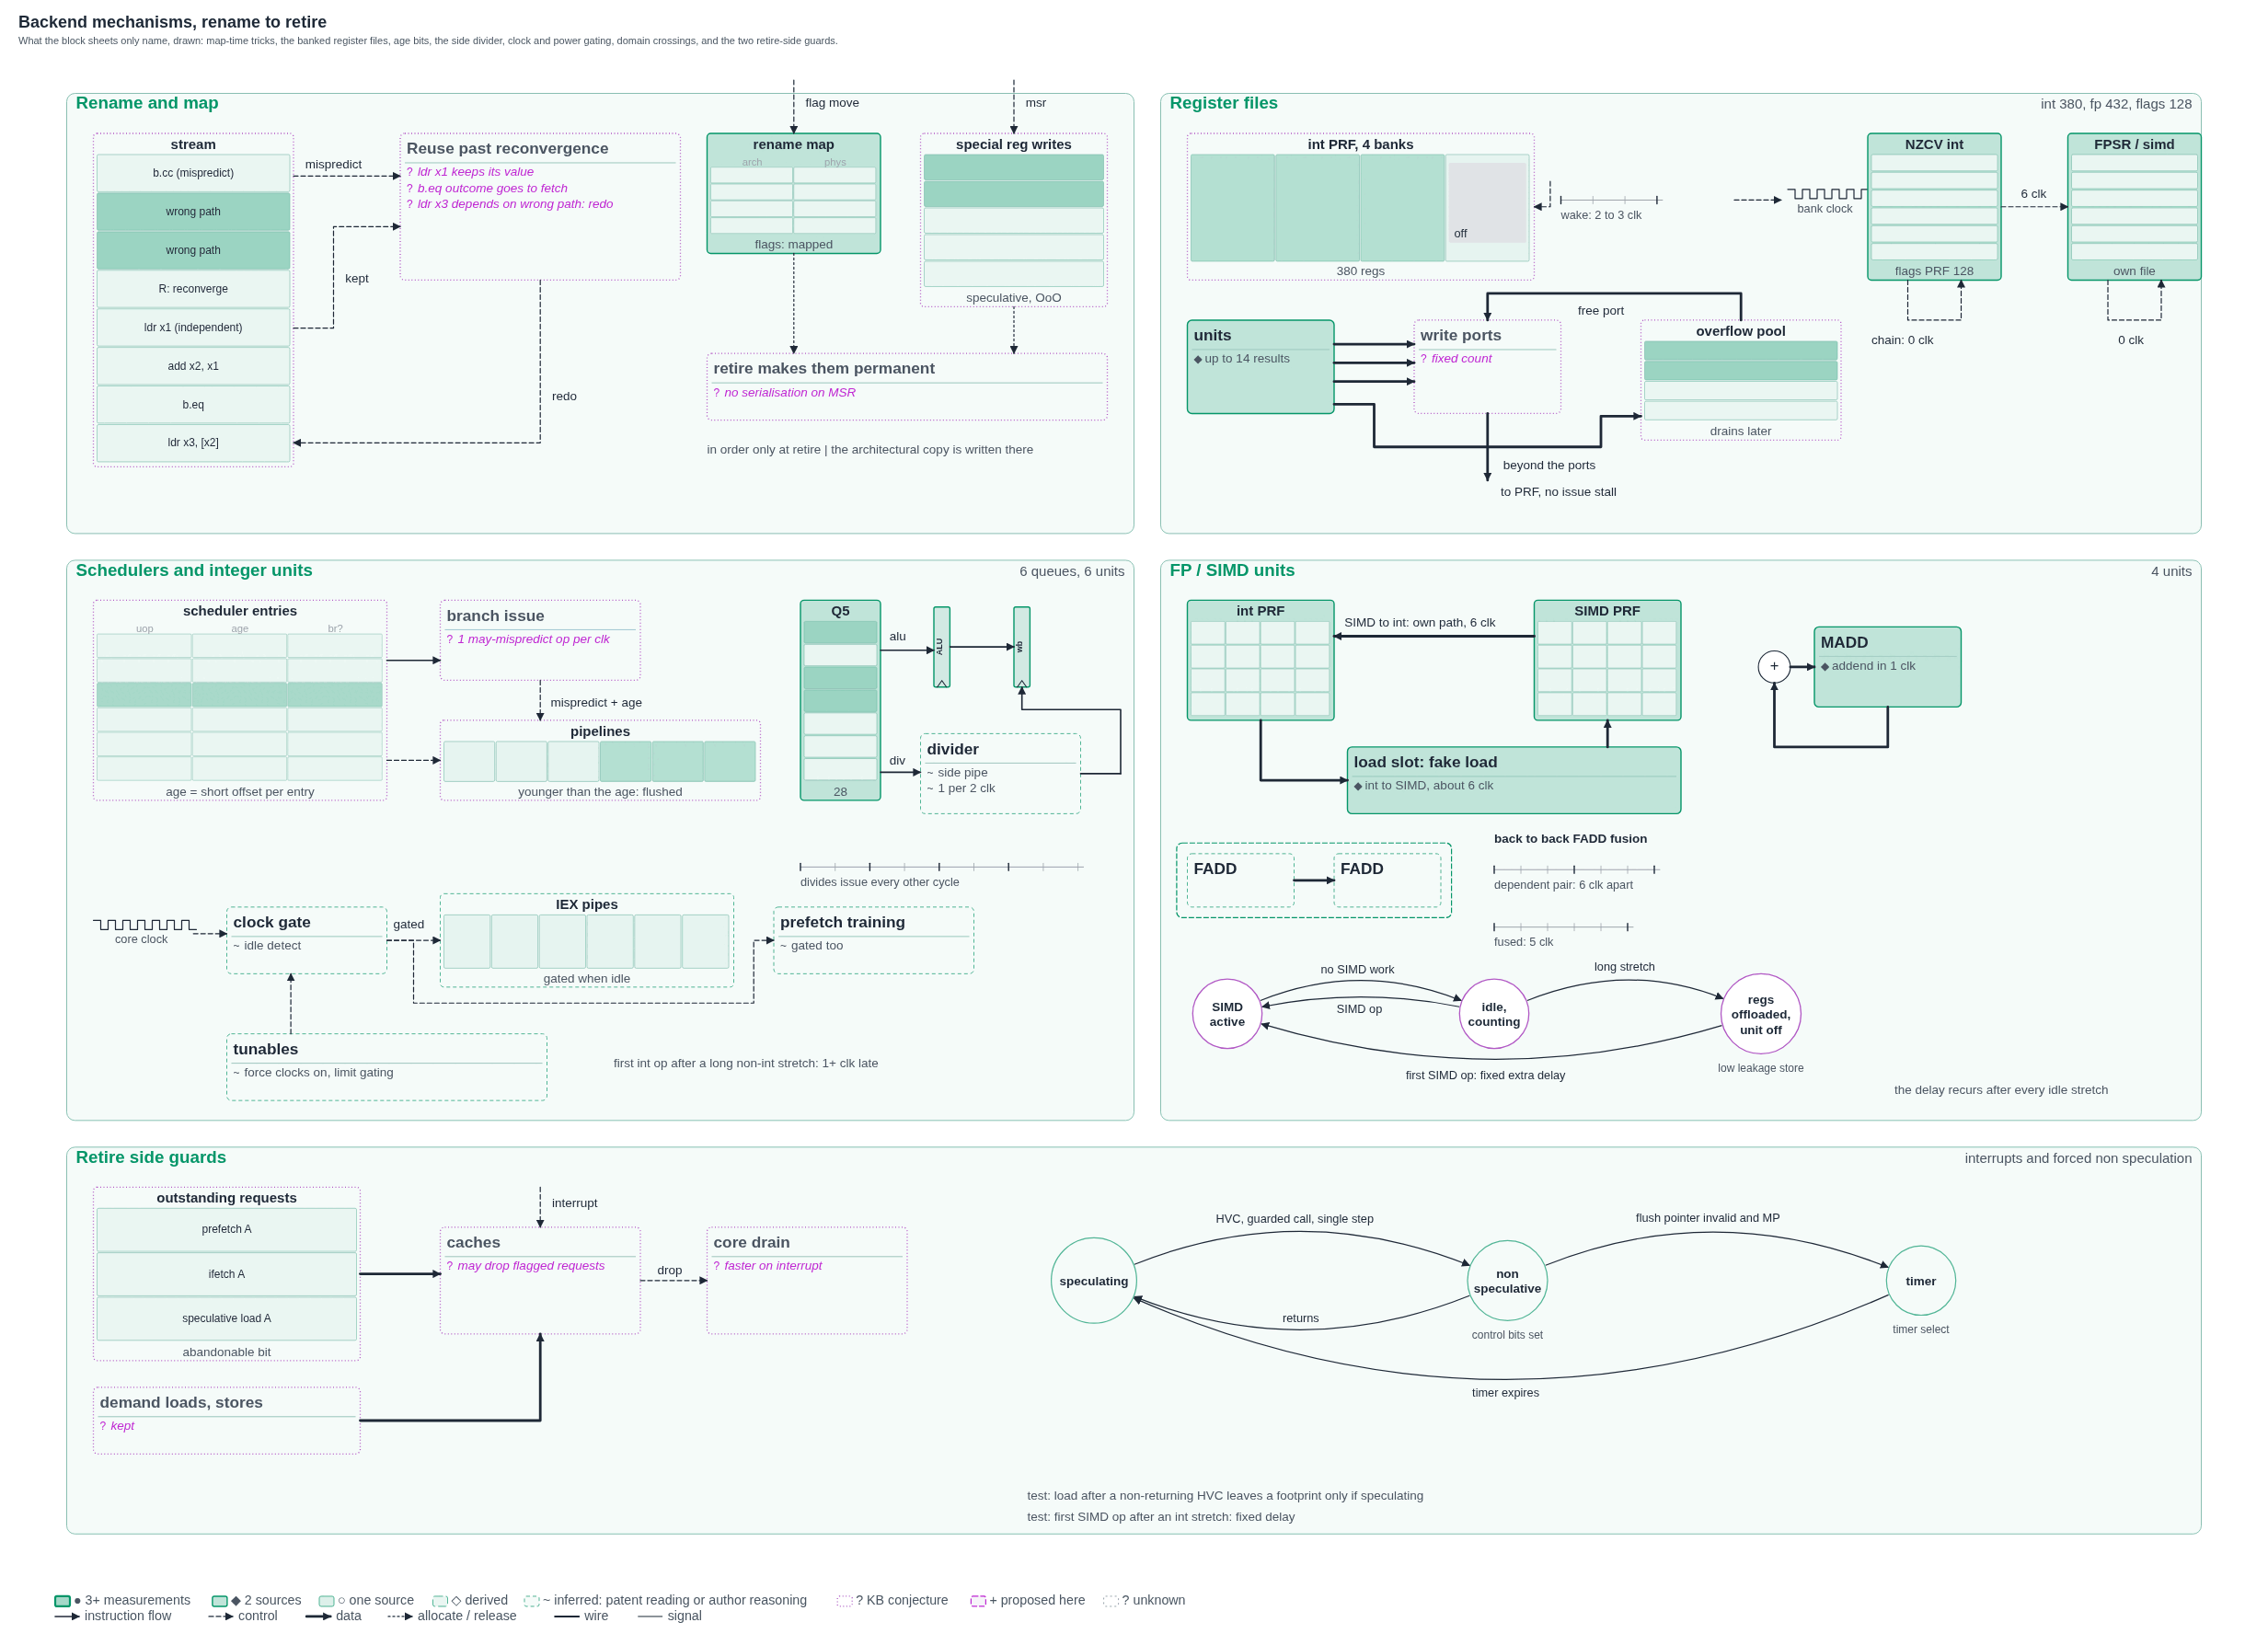 Backend mechanisms, rename to retire
What the block sheets only name, drawn: map-time tricks, the banked register files, age bits, the side divider, clock and power gating, domain crossings, and the two retire-side guards.
Rename and map
flag move
msr
stream
b.cc (mispredict)
wrong path
wrong path
R: reconverge
ldr x1 (independent)
add x2, x1
b.eq
ldr x3, [x2]
mispredict
kept
redo
Reuse past reconvergence
? ldr x1 keeps its value
? b.eq outcome goes to fetch
? ldr x3 depends on wrong path: redo
rename map
arch phys
flags: mapped
special reg writes
speculative, OoO
retire makes them permanent
? no serialisation on MSR
in order only at retire | the architectural copy is written there
Register files
int 380, fp 432, flags 128
int PRF, 4 banks
off
380 regs
wake: 2 to 3 clk
bank clock
NZCV int
flags PRF 128
6 clk
FPSR / simd
own file
chain: 0 clk
0 clk
units
◆ up to 14 results
write ports
? fixed count
free port
overflow pool
drains later
beyond the ports
to PRF, no issue stall
Schedulers and integer units
6 queues, 6 units
scheduler entries
uop age br?
age = short offset per entry
branch issue
? 1 may-mispredict op per clk
mispredict + age
pipelines
younger than the age: flushed
Q5
28
alu
ALU
wb
div
divider
~ side pipe
~ 1 per 2 clk
divides issue every other cycle
core clock
clock gate
~ idle detect
gated
IEX pipes
gated when idle
prefetch training
~ gated too
tunables
~ force clocks on, limit gating
first int op after a long non-int stretch: 1+ clk late
FP / SIMD units
4 units
int PRF
SIMD to int: own path, 6 clk
SIMD PRF
load slot: fake load
◆ int to SIMD, about 6 clk
+
MADD
◆ addend in 1 clk
FADD
FADD
back to back FADD fusion
dependent pair: 6 clk apart
fused: 5 clk
SIMD
active
no SIMD work
SIMD op
idle,
counting
long stretch
regs
offloaded,
unit off
low leakage store
first SIMD op: fixed extra delay
the delay recurs after every idle stretch
Retire side guards
interrupts and forced non speculation
outstanding requests
prefetch A
ifetch A
speculative load A
abandonable bit
interrupt
caches
? may drop flagged requests
drop
core drain
? faster on interrupt
demand loads, stores
? kept
speculating
HVC, guarded call, single step
returns
non
speculative
control bits set
flush pointer invalid and MP
timer
timer select
timer expires
test: load after a non-returning HVC leaves a footprint only if speculating
test: first SIMD op after an int stretch: fixed delay
● 3+ measurements ◆ 2 sources ○ one source ◇ derived ~ inferred: patent reading or author reasoning ? KB conjecture + proposed here ? unknown
instruction flow control data allocate / release wire signal